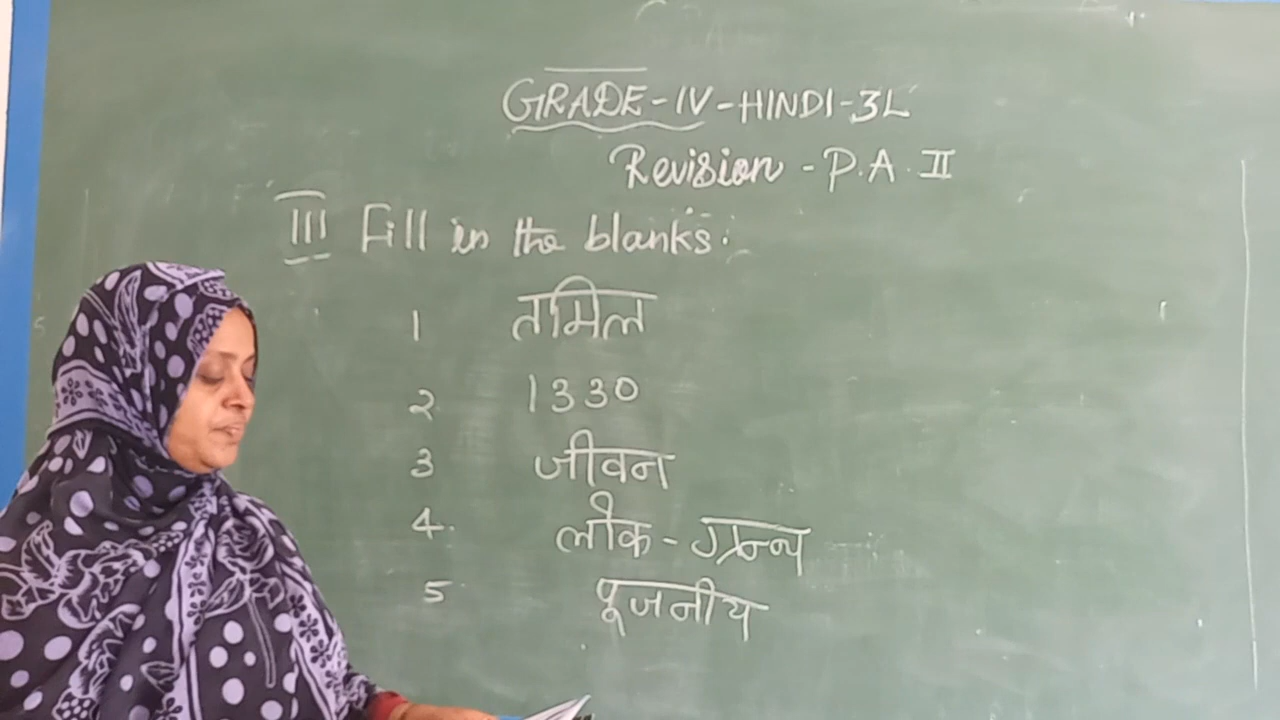 GRADE-IV-HINDI-3L
Revision - P.A. II
III Fill in the blanks:
1 तमिल
2 1330
3 जीवन
4. लोक-ग्रन्थ
5 पूजनीय